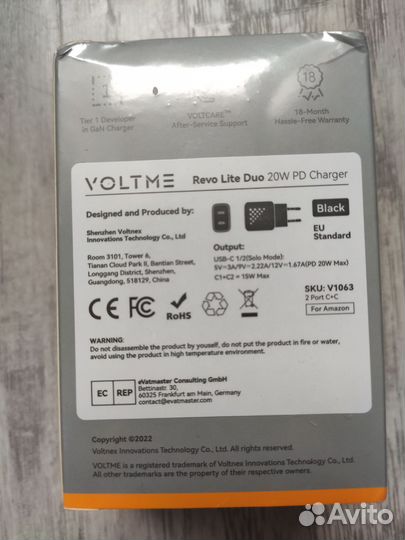 1
18
Tier 1 Developer
in GaN Charger
VOLTCARE™
After-Service Support
18-Month
Hassle-Free Warranty
VOLTME
Revo Lite Duo 20W PD Charger
Designed and Produced by:
Shenzhen Voltnex
Innovations Technology Co., Ltd
Room 3101, Tower 6,
Tianan Cloud Park II, Bantian Street,
Longgang District, Shenzhen,
Guangdong, 518129, China
Black
EU
Standard
Output:
USB-C 1/2(Solo Mode):
5V=3A/9V=2.22A/12V=1.67A(PD 20W Max)
C1+C2 = 15W Max
CE
FC
RoHS
SKU: V1063
2 Port C+C
For Amazon
WARNING:
Do not disassemble the product by youself, do not put the product in fire or water,
avoid using the product in high temperature environment.
EC REP
eVatmaster Consulting GmbH
Bettinastr. 30,
60325 Frankfurt am Main, Germany
contact@evatmaster.com
Copyright ©2022
Voltnex Innovations Technology Co., Ltd. All rights reserved.
VOLTME is a registered trademark of Voltnex Innovations Technology Co., Ltd.
All other trademarks are the property of their respective owners.
Avito